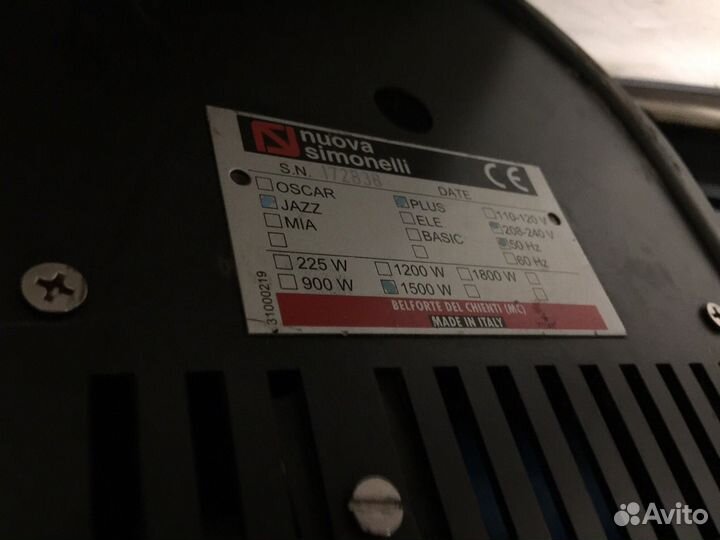 nuova
simonelli
CE
S.N. 172838 DATE
OSCAR PLUS 110-120 V
JAZZ ELE 208-240 V
MIA BASIC 50 Hz
60 Hz
225 W 1200 W 1800 W
900 W 1500 W
31000219
BELFORTE DEL CHIENTI (MC)
MADE IN ITALY
Avito